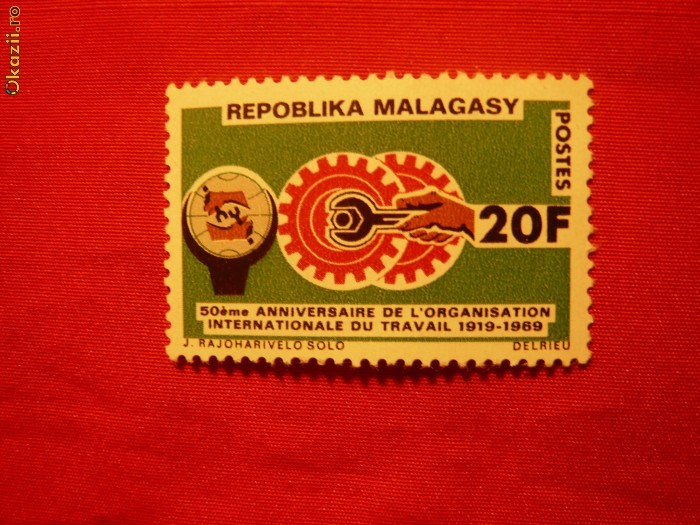 Okazii.ro
REPOBLIKA MALAGASY
POSTES
20F
50ème ANNIVERSAIRE DE L'ORGANISATION
INTERNATIONALE DU TRAVAIL 1919-1969
J. RAJOHARIVELO SOLO
DELRIEU